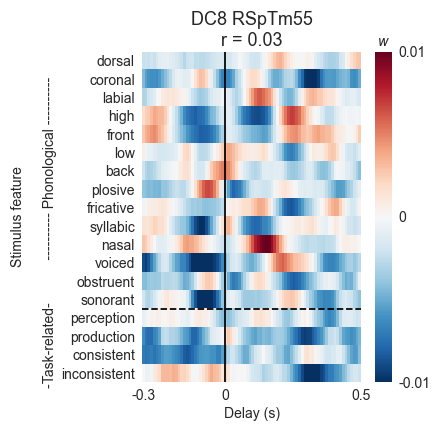 DC8 RSpTm55
r = 0.03
w
Stimulus feature
---------- Phonological ----------
-Task-related-
dorsal
coronal
labial
high
front
low
back
plosive
fricative
syllabic
nasal
voiced
obstruent
sonorant
perception
production
consistent
inconsistent
0.01
0
-0.01
-0.3
0
0.5
Delay (s)